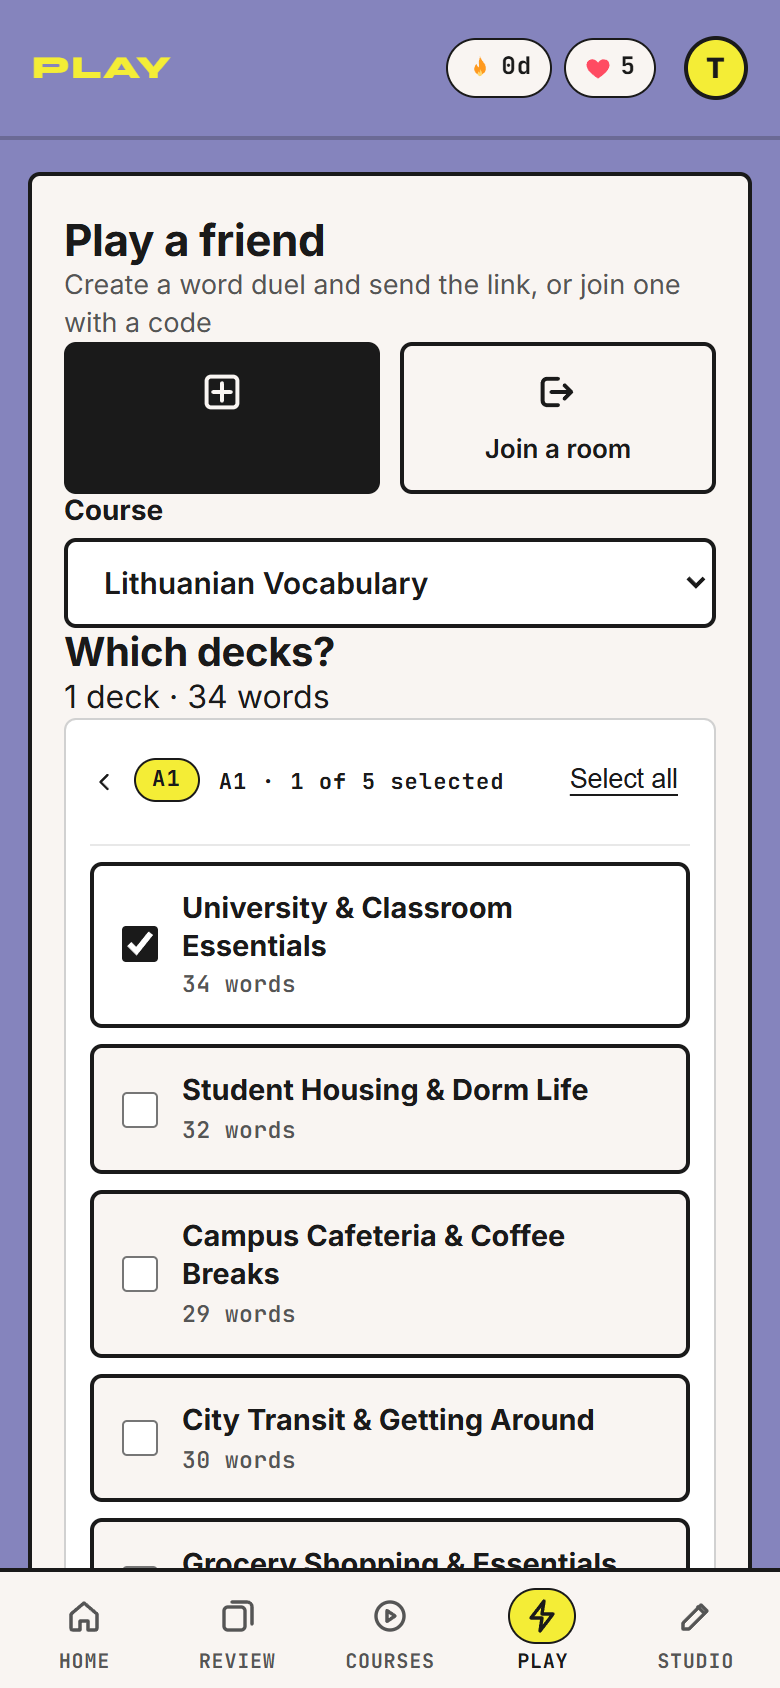 PLAY
0d
5
T
Play a friend
Create a word duel and send the link, or join one
with a code
Join a room
Course
Lithuanian Vocabulary
Which decks?
1 deck · 34 words
A1
A1 · 1 of 5 selected
Select all
University & Classroom
Essentials
34 words
Student Housing & Dorm Life
32 words
Campus Cafeteria & Coffee
Breaks
29 words
City Transit & Getting Around
30 words
Grocery Shopping & Essentials
HOME
REVIEW
COURSES
PLAY
STUDIO